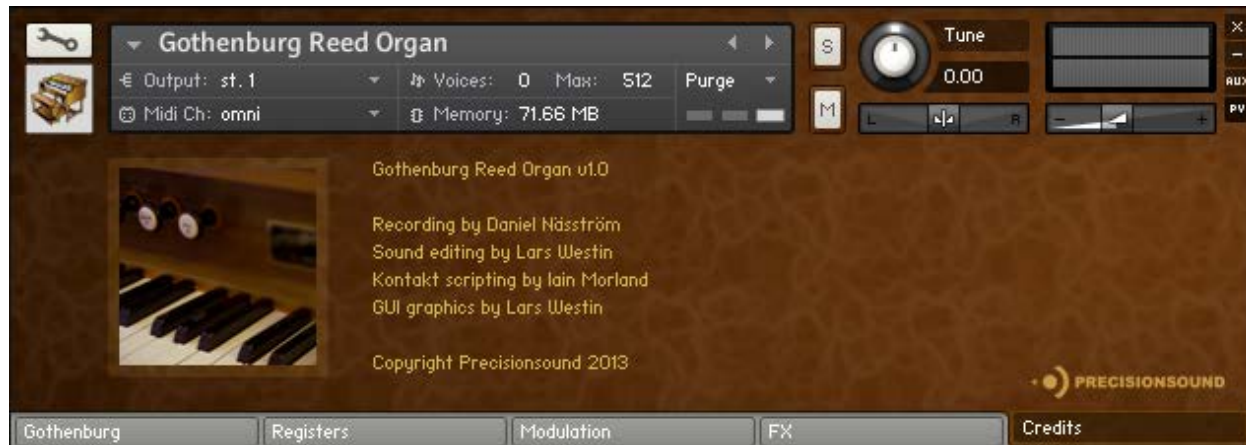 Gothenburg Reed Organ
S
Tune
×
-
Output: st. 1
Voices: 0 Max: 512
Purge
0.00
AUX
Midi Ch: omni
Memory: 71.66 MB
M
L
R
-
+
PV
Gothenburg Reed Organ v1.0
Recording by Daniel Näsström
Sound editing by Lars Westin
Kontakt scripting by Iain Morland
GUI graphics by Lars Westin
Copyright Precisionsound 2013
PRECISIONSOUND
Gothenburg
Registers
Modulation
FX
Credits